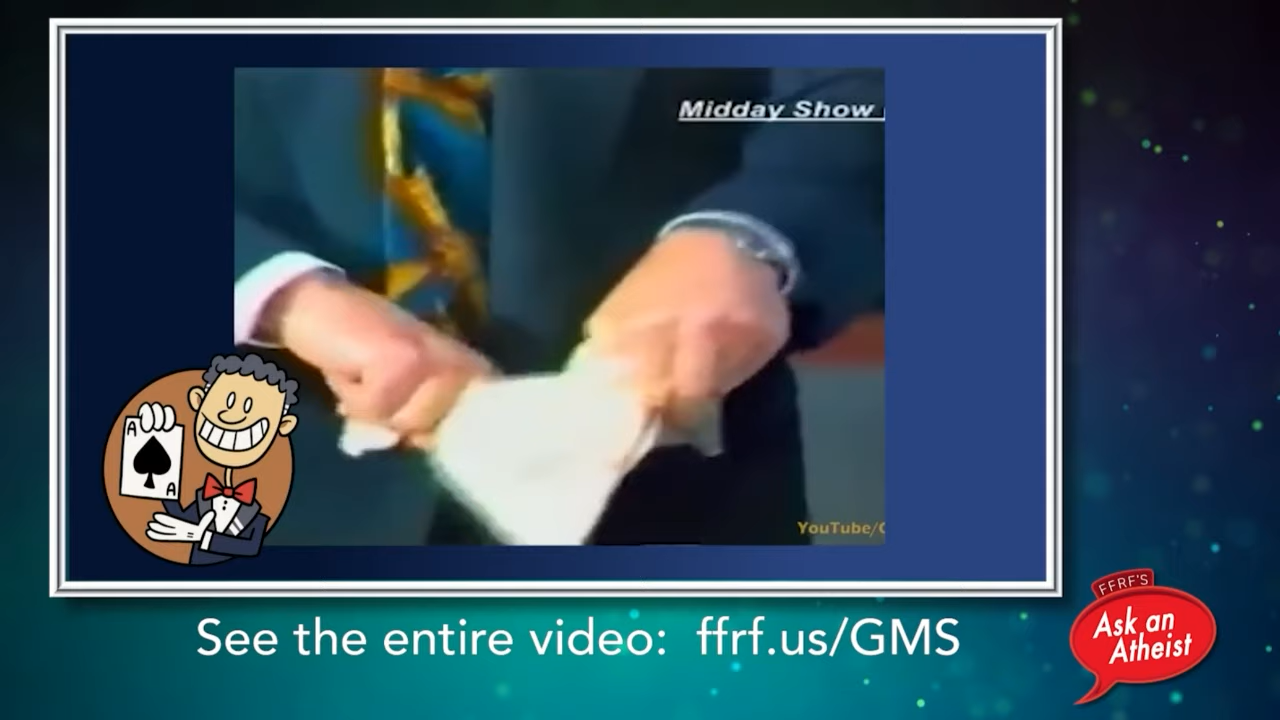 Midday Show
A
A
YouTube/
See the entire video: ffrf.us/GMS
FFRF'S
Ask an
Atheist